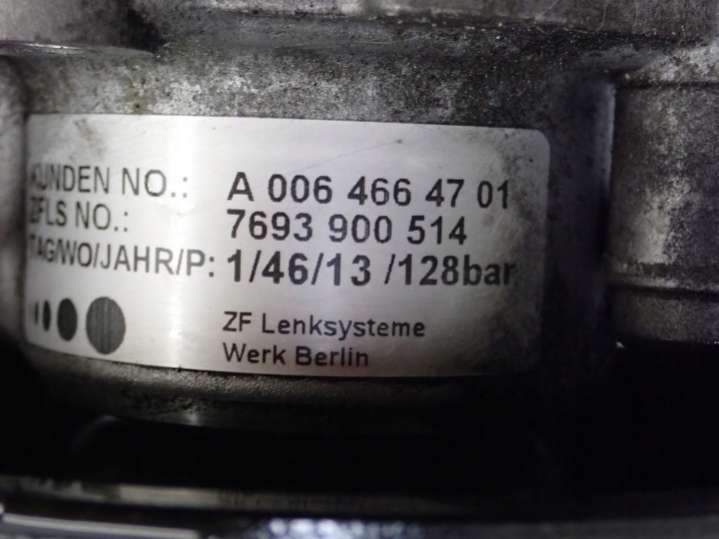 KUNDEN NO.: A 006 466 47 01
ZFLS NO.: 7693 900 514
TAG/WO/JAHR/P: 1/46/13 /128bar
ZF Lenksysteme
Werk Berlin